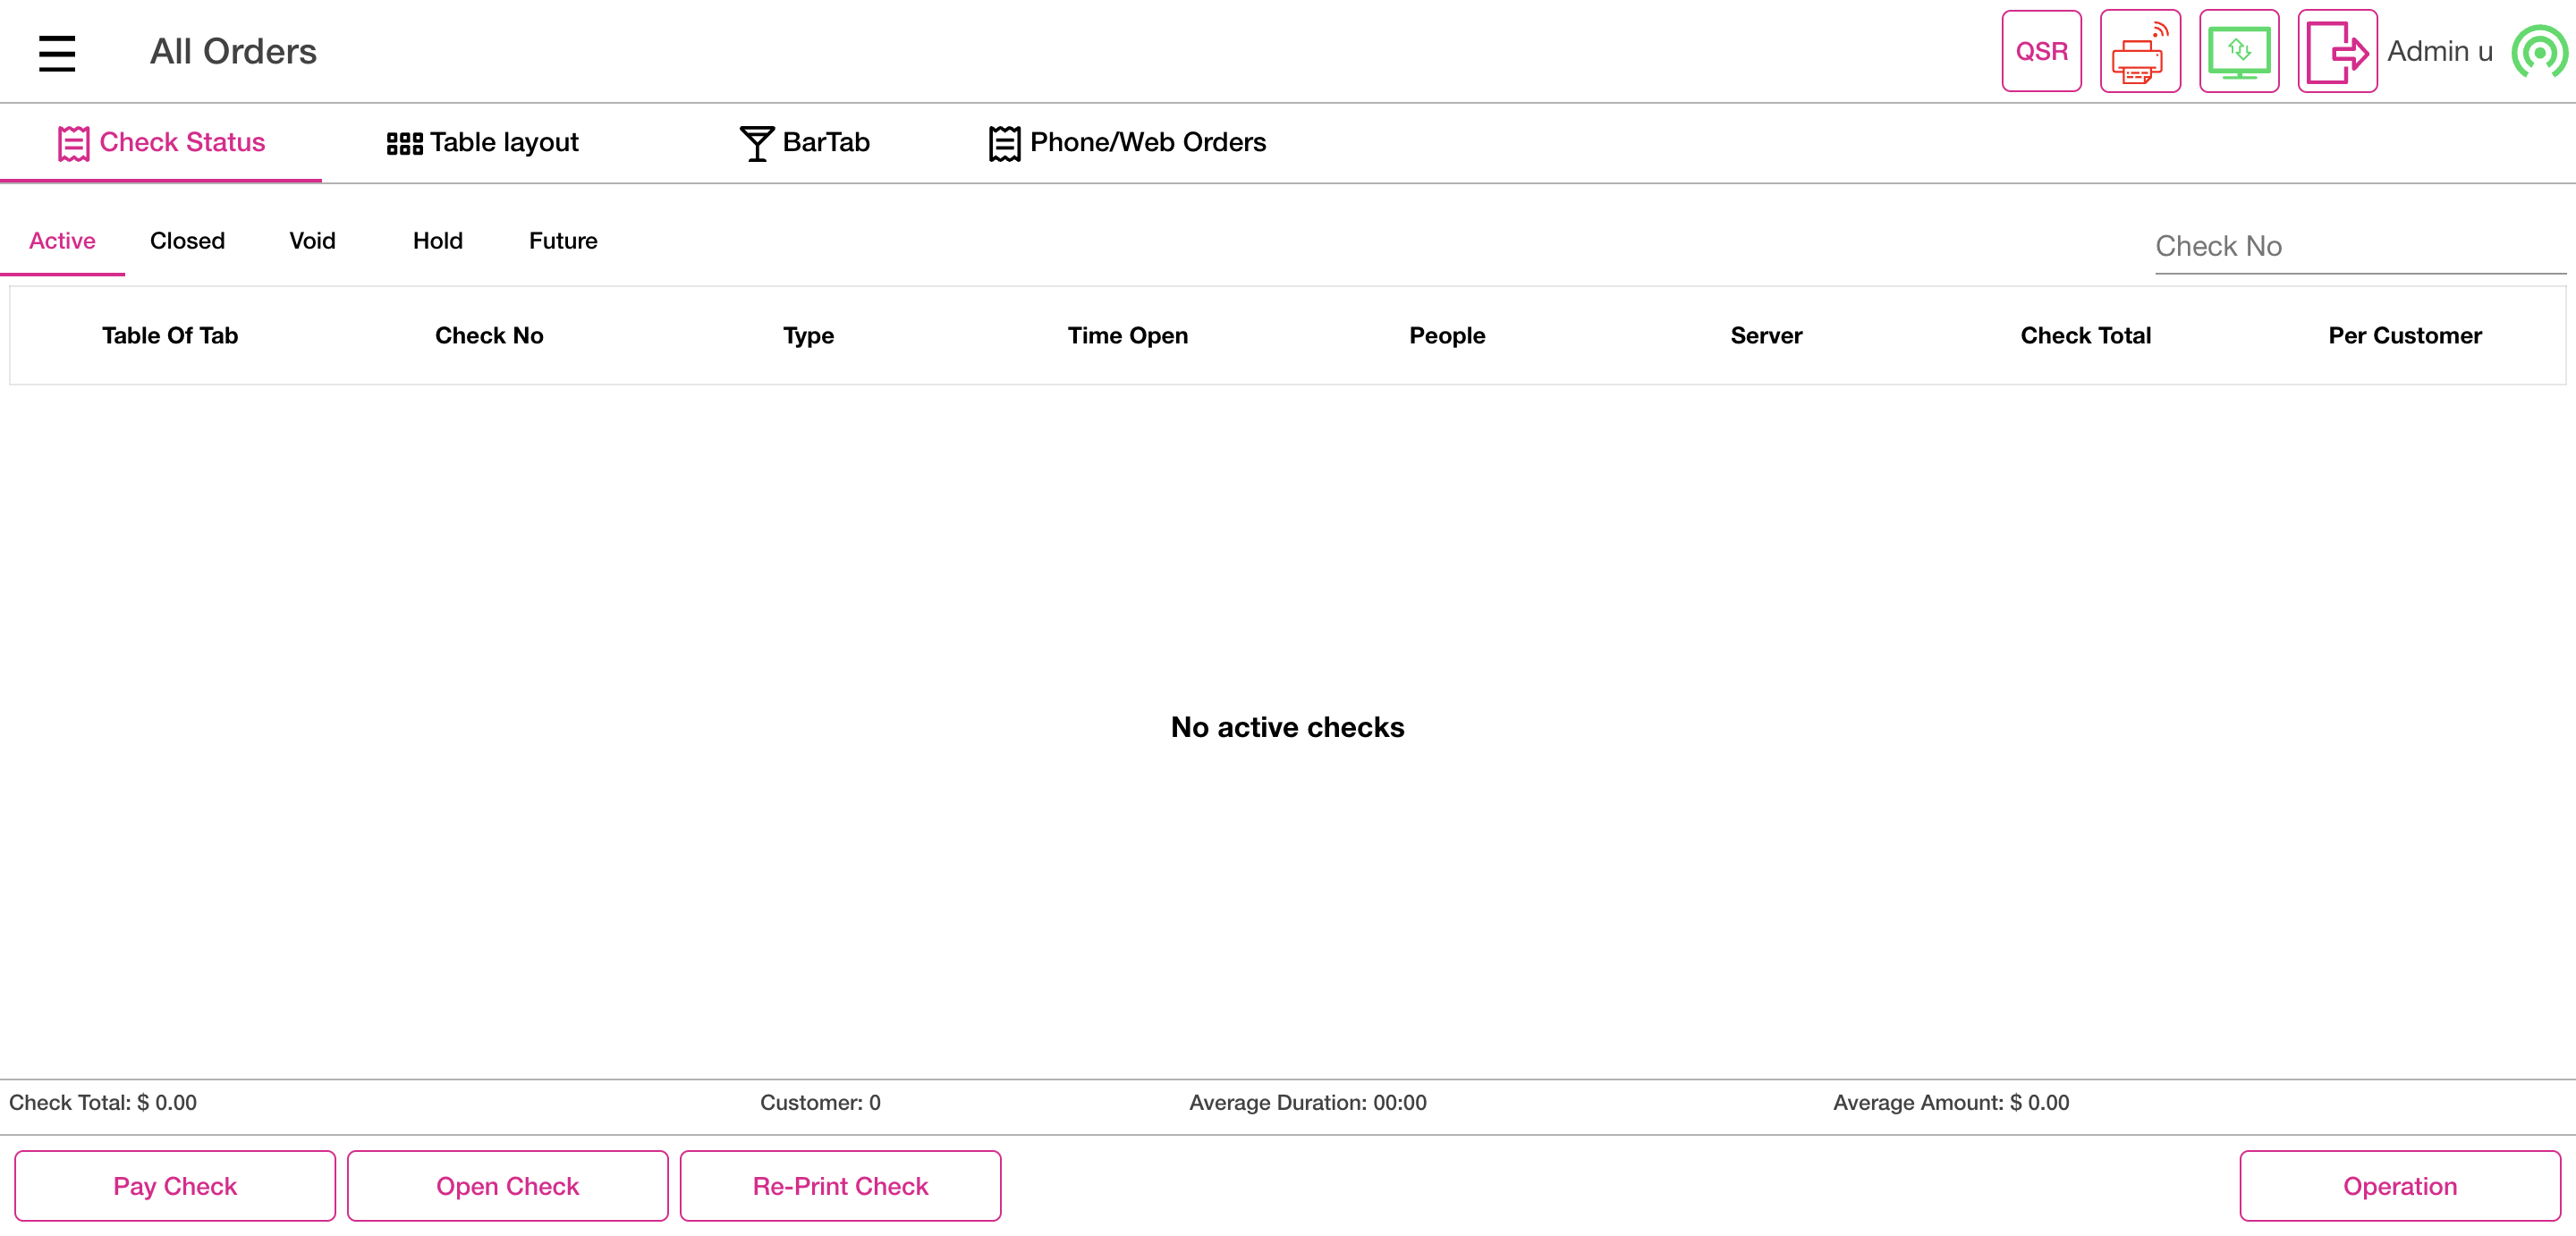 All Orders
QSR
Admin u
Check Status
Table layout
BarTab
Phone/Web Orders
Active
Closed
Void
Hold
Future
Check No
Table Of Tab
Check No
Type
Time Open
People
Server
Check Total
Per Customer
No active checks
Check Total: $ 0.00
Customer: 0
Average Duration: 00:00
Average Amount: $ 0.00
Pay Check
Open Check
Re-Print Check
Operation